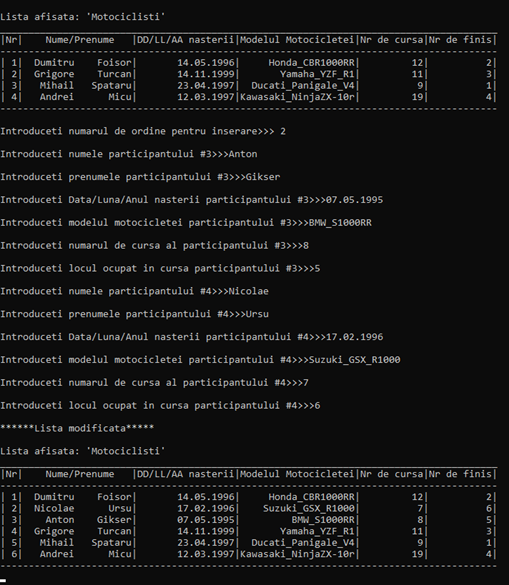 Lista afisata: 'Motociclisti'
|Nr|    Nume/Prenume   |DD/LL/AA nasterii|Modelul Motocicletei|Nr de cursa|Nr de finis|
| 1|  Dumitru    Foisor|       14.05.1996|     Honda_CBR1000RR|         12|          2|
| 2|  Grigore    Turcan|       14.11.1999|       Yamaha_YZF_R1|         11|          3|
| 3|   Mihail   Spataru|       23.04.1997|  Ducati_Panigale_V4|          9|          1|
| 4|   Andrei      Micu|       12.03.1997|Kawasaki_NinjaZX-10r|         19|          4|
Introduceti numarul de ordine pentru inserare>>> 2
Introduceti numele participantului #3>>>Anton
Introduceti prenumele participantului #3>>>Gikser
Introduceti Data/Luna/Anul nasterii participantului #3>>>07.05.1995
Introduceti modelul motocicletei participantului #3>>>BMW_S1000RR
Introduceti numarul de cursa al participantului #3>>>8
Introduceti locul ocupat in cursa participantului #3>>>5
Introduceti numele participantului #4>>>Nicolae
Introduceti prenumele participantului #4>>>Ursu
Introduceti Data/Luna/Anul nasterii participantului #4>>>17.02.1996
Introduceti modelul motocicletei participantului #4>>>Suzuki_GSX_R1000
Introduceti numarul de cursa al participantului #4>>>7
Introduceti locul ocupat in cursa participantului #4>>>6
******Lista modificata*****
Lista afisata: 'Motociclisti'
|Nr|    Nume/Prenume   |DD/LL/AA nasterii|Modelul Motocicletei|Nr de cursa|Nr de finis|
| 1|  Dumitru    Foisor|       14.05.1996|     Honda_CBR1000RR|         12|          2|
| 2|  Nicolae      Ursu|       17.02.1996|    Suzuki_GSX_R1000|          7|          6|
| 3|    Anton    Gikser|       07.05.1995|         BMW_S1000RR|          8|          5|
| 4|  Grigore    Turcan|       14.11.1999|       Yamaha_YZF_R1|         11|          3|
| 5|   Mihail   Spataru|       23.04.1997|  Ducati_Panigale_V4|          9|          1|
| 6|   Andrei      Micu|       12.03.1997|Kawasaki_NinjaZX-10r|         19|          4|